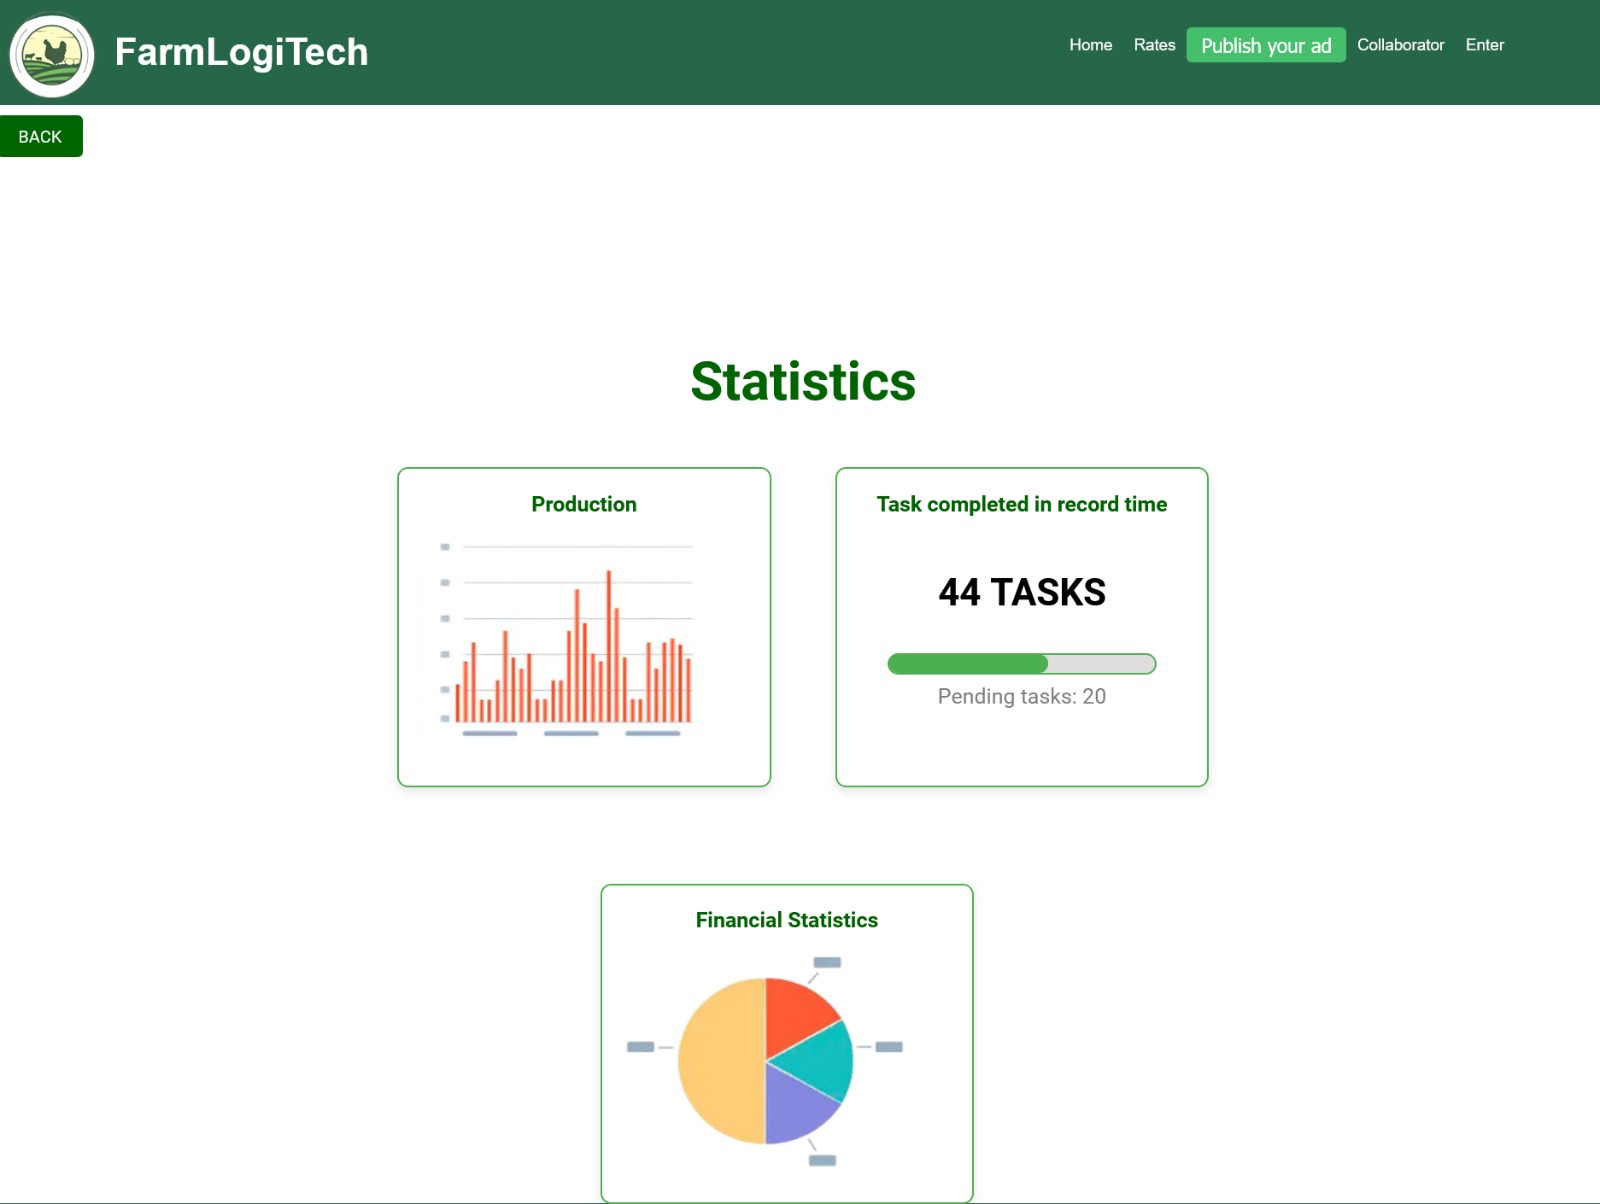 FarmLogiTech
Home Rates Publish your ad Collaborator Enter
BACK
Statistics
Production
Task completed in record time
44 TASKS
Pending tasks: 20
Financial Statistics